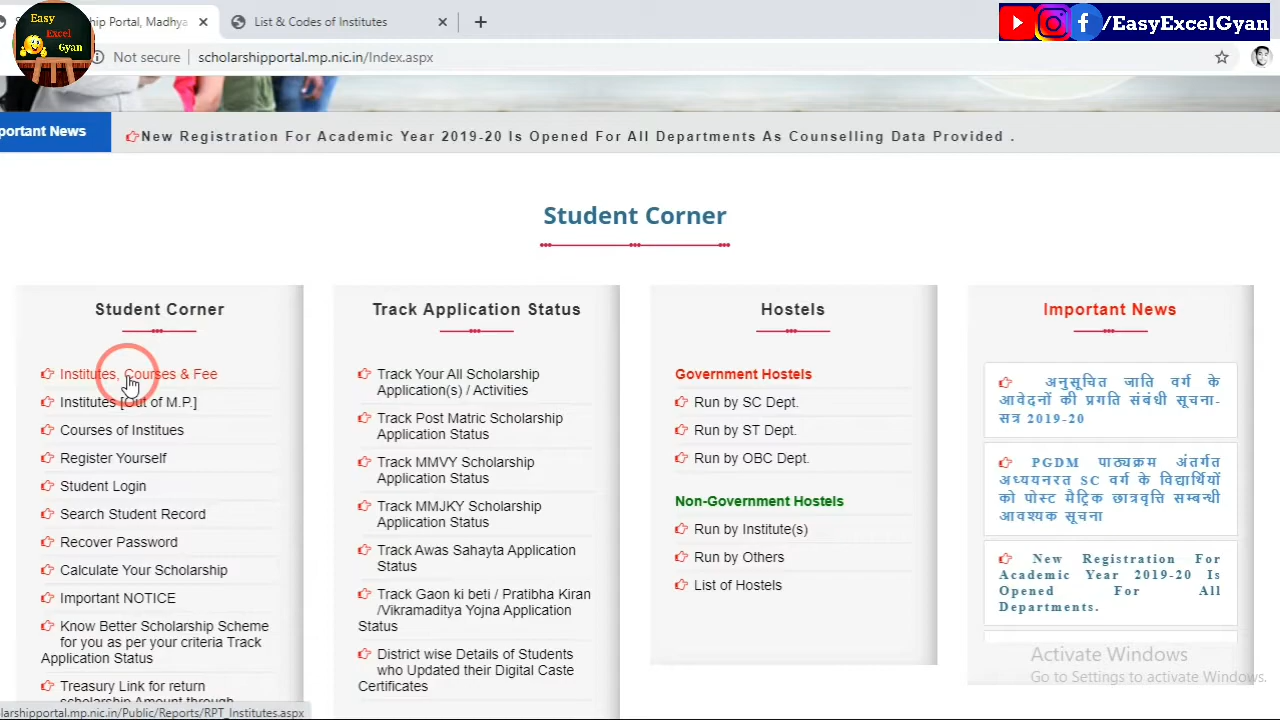 Easy
Excel
Gyan
ship Portal, Madhya
List & Codes of Institutes
/EasyExcelGyan
Not secure
scholarshipportal.mp.nic.in/Index.aspx
portant News
New Registration For Academic Year 2019-20 Is Opened For All Departments As Counselling Data Provided .
Student Corner
Student Corner
Institutes, Courses & Fee
Institutes [Out of M.P.]
Courses of Institues
Register Yourself
Student Login
Search Student Record
Recover Password
Calculate Your Scholarship
Important NOTICE
Know Better Scholarship Scheme
for you as per your criteria Track
Application Status
Treasury Link for return
scholarship Amount through
Track Application Status
Track Your All Scholarship
Application(s) / Activities
Track Post Matric Scholarship
Application Status
Track MMVY Scholarship
Application Status
Track MMJKY Scholarship
Application Status
Track Awas Sahayta Application
Status
Track Gaon ki beti / Pratibha Kiran
/Vikramaditya Yojna Application
Status
District wise Details of Students
who Updated their Digital Caste
Certificates
Hostels
Government Hostels
Run by SC Dept.
Run by ST Dept.
Run by OBC Dept.
Non-Government Hostels
Run by Institute(s)
Run by Others
List of Hostels
Important News
अनुसूचित जाति वर्ग के
आवेदनों की प्रगति संबंधी सूचना-
सत्र 2019-20
PGDM पाठ्यक्रम अंतर्गत
अध्ययनरत SC वर्ग के विद्यार्थियों
को पोस्ट मैट्रिक छात्रवृत्ति सम्बन्धी
आवश्यक सूचना
New Registration For
Academic Year 2019-20 Is
Opened For All
Departments.
Activate Windows
Go to Settings to activate Windows.
olarshipportal.mp.nic.in/Public/Reports/RPT_Institutes.aspx